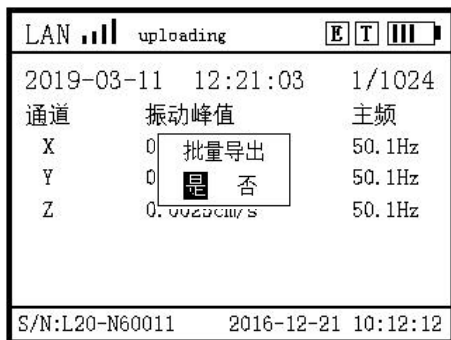 LAN uploading E T
2019-03-11 12:21:03 1/1024
通道 振动峰值 主频
X 0 50.1Hz
批量导出
Y 0 50.1Hz
是 否
Z 50.1Hz
S/N:L20-N60011 2016-12-21 10:12:12